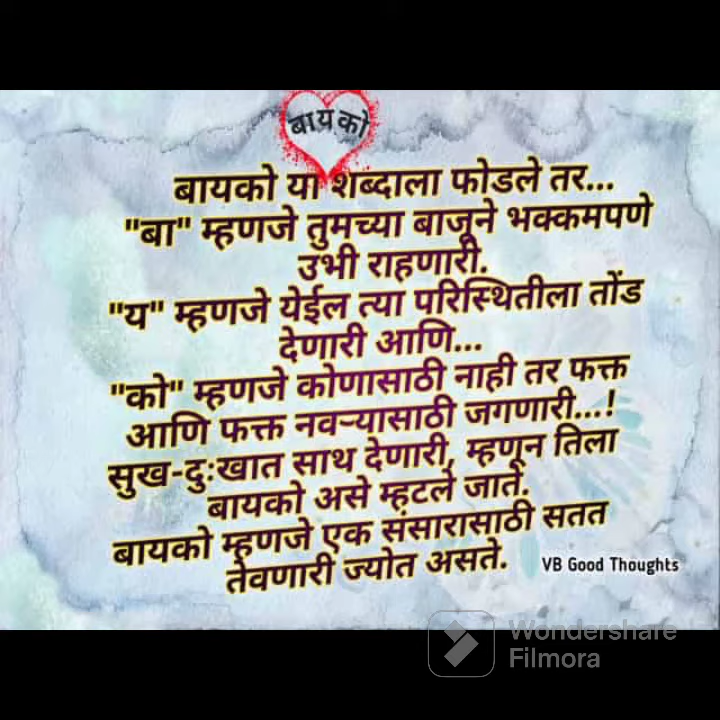 बायको
बायको या शब्दाला फोडले तर...
"बा" म्हणजे तुमच्या बाजूने भक्कमपणे
उभी राहणारी.
"य" म्हणजे येईल त्या परिस्थितीला तोंड
देणारी आणि...
"को" म्हणजे कोणासाठी नाही तर फक्त
आणि फक्त नवऱ्यासाठी जगणारी...!
सुख-दुःखात साथ देणारी, म्हणून तिला
बायको असे म्हटले जाते.
बायको म्हणजे एक संसारासाठी सतत
तेवणारी ज्योत असते.
VB Good Thoughts
Wondershare
Filmora